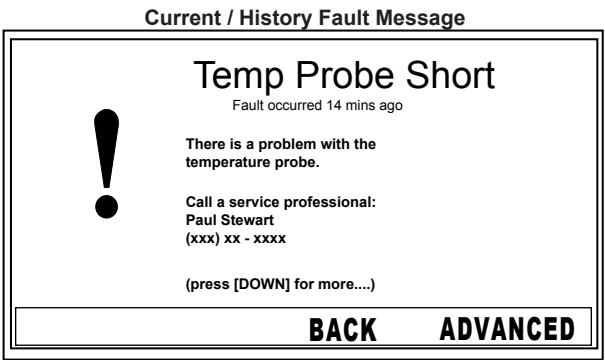 Current / History Fault Message
Temp Probe Short
Fault occurred 14 mins ago
!
There is a problem with the
temperature probe.
Call a service professional:
Paul Stewart
(xxx) xx - xxxx
(press [DOWN] for more....)
BACK ADVANCED